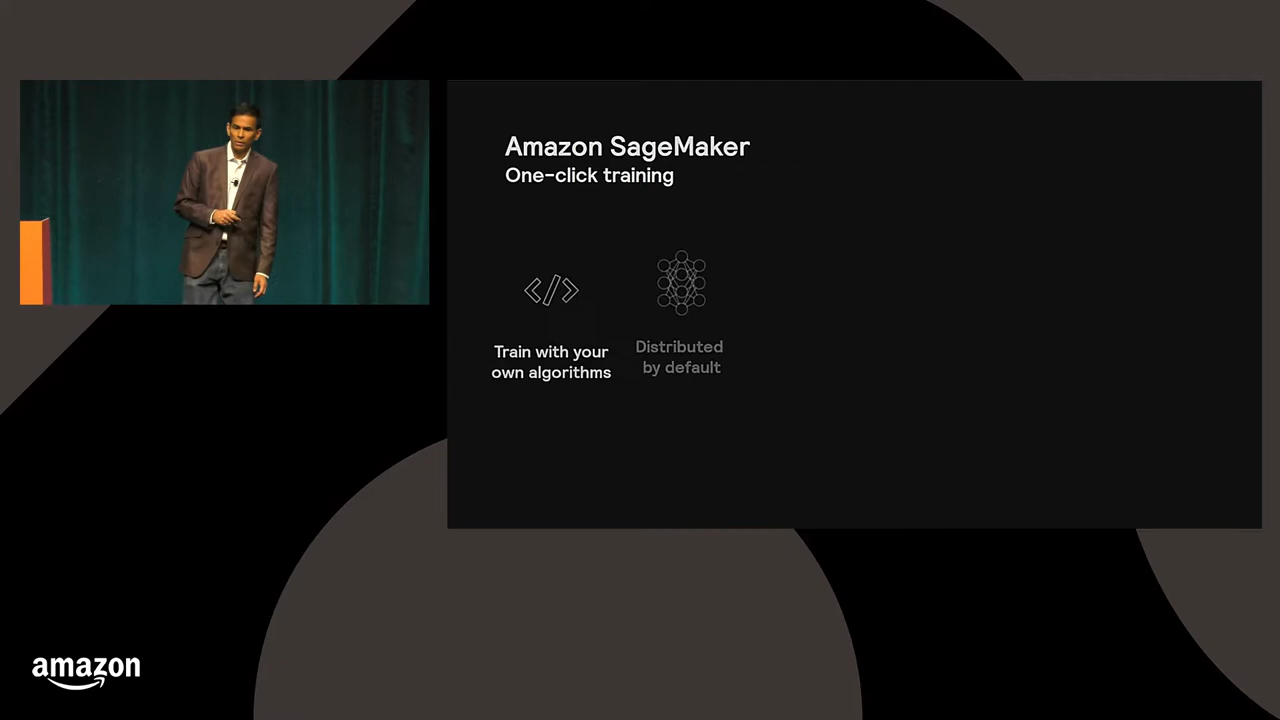 Amazon SageMaker
One-click training
</>
Train with your
own algorithms
Distributed
by default
amazon